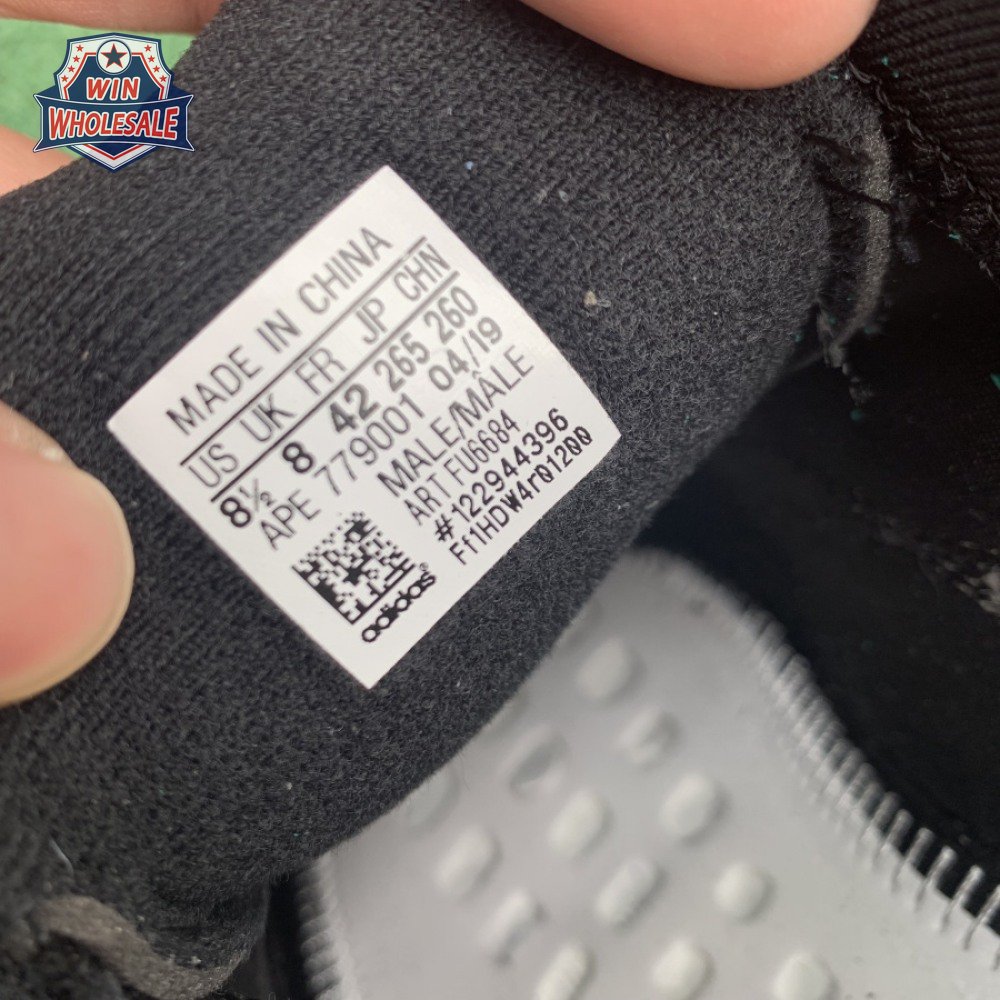 WIN
WHOLESALE
MADE IN CHINA
US UK FR JP CHN
8½ 8 42 265 260
APE 779001 04/19
MALE/MÂLE
ART FU6684
#122944396
Ff1HDW4r01200
adidas®